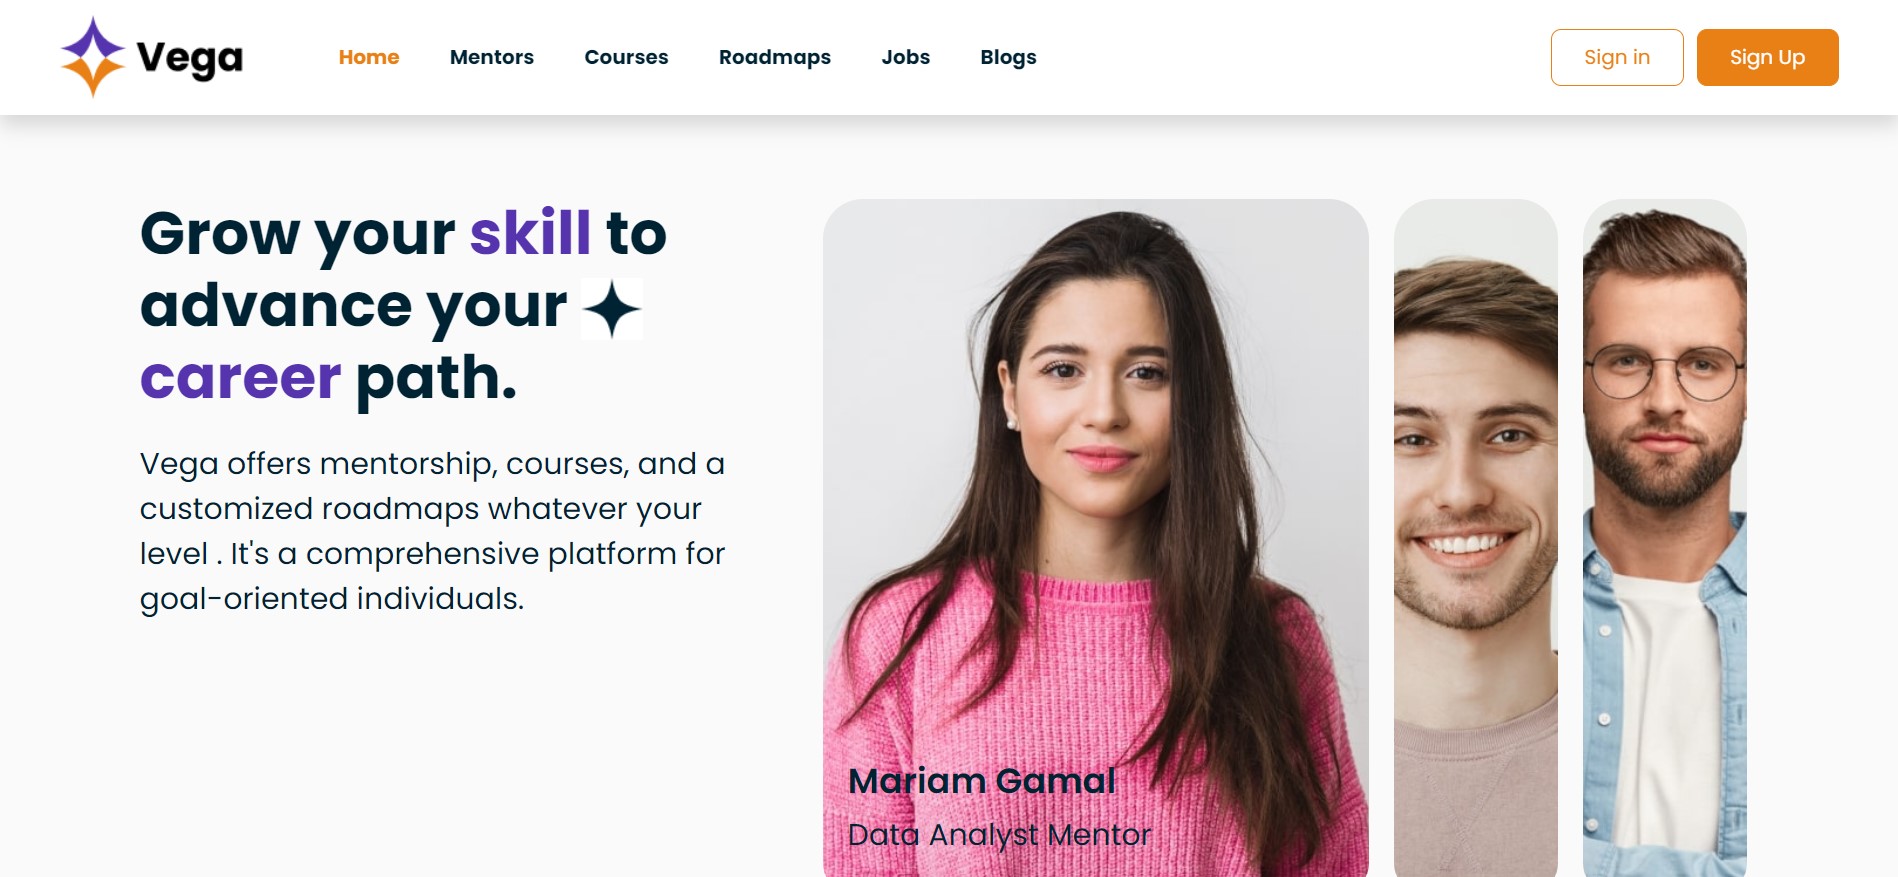 Vega
Home Mentors Courses Roadmaps Jobs Blogs
Sign in Sign Up
Grow your skill to
advance your
career path.
Vega offers mentorship, courses, and a
customized roadmaps whatever your
level . It's a comprehensive platform for
goal-oriented individuals.
Mariam Gamal
Data Analyst Mentor